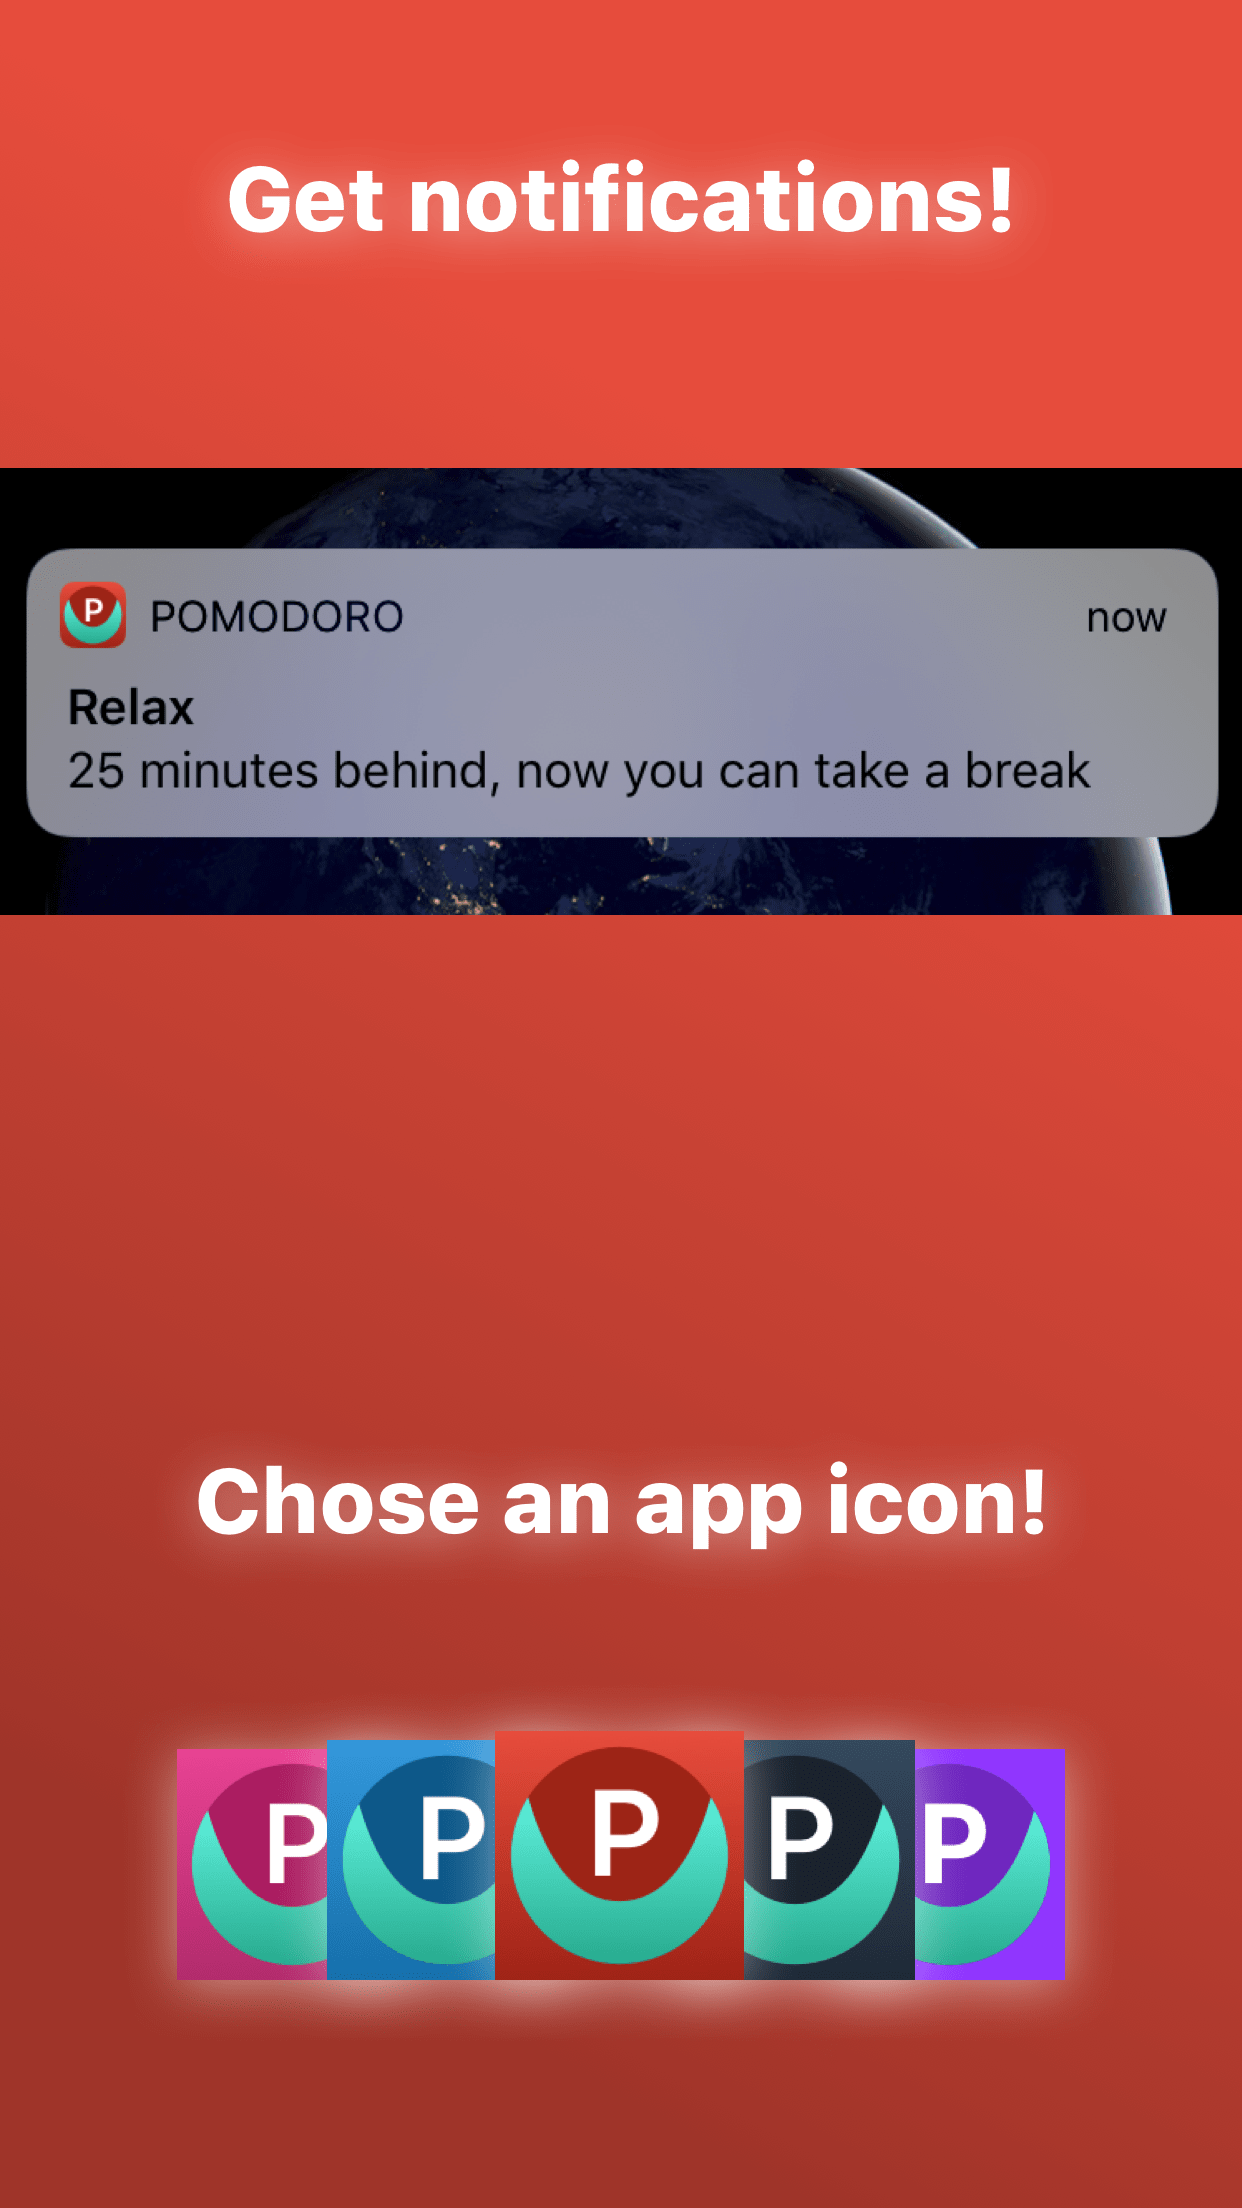 Get notifications!
P POMODORO now
Relax
25 minutes behind, now you can take a break
Chose an app icon!
P P P P P